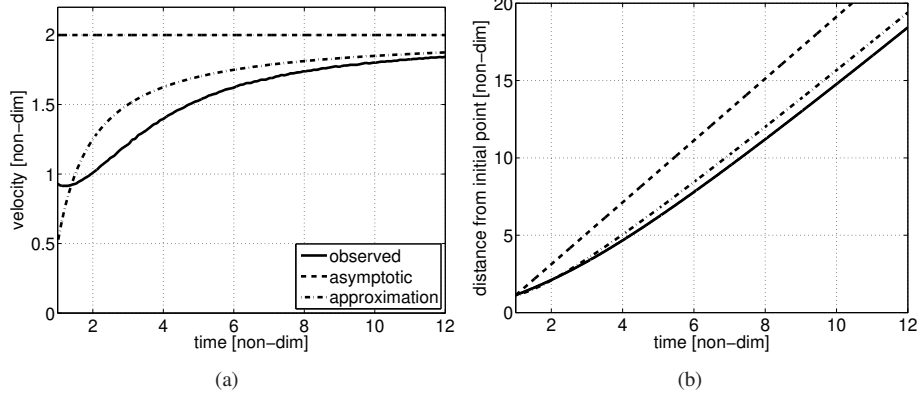 2
1.5
1
0.5
0
velocity [non-dim]
observed
asymptotic
approximation
2
4
6
8
10
12
time [non-dim]
(a)
20
15
10
5
0
distance from initial point [non-dim]
2
4
6
8
10
12
time [non-dim]
(b)